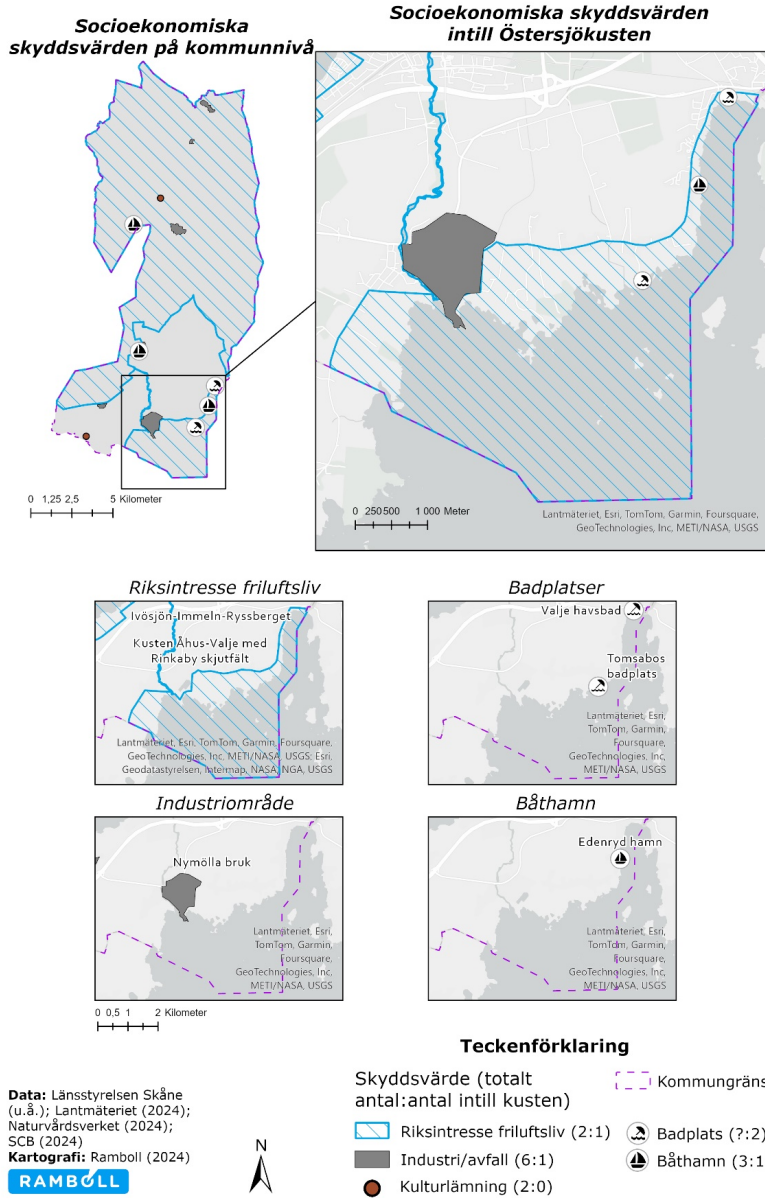 Socioekonomiska
skyddsvärden på kommunnivå
Socioekonomiska skyddsvärden
intill Östersjökusten
0 1,25 2,5 5 Kilometer
0 250 500 1 000 Meter
Lantmäteriet, Esri, TomTom, Garmin, Foursquare,
GeoTechnologies, Inc, METI/NASA, USGS
Riksintresse friluftsliv
Ivösjön-Immeln-Ryssberget
Kusten Åhus-Valje med
Rinkaby skjutfält
Lantmäteriet, Esri, TomTom, Garmin, Foursquare,
GeoTechnologies, Inc, METI/NASA, USGS; Esri,
Geodatastyrelsen, Intermap, NASA, NGA, USGS
Badplatser
Valje havsbad
Tomsabos
badplats
Lantmäteriet, Esri,
TomTom, Garmin,
Foursquare,
GeoTechnologies, Inc,
METI/NASA, USGS
Industriområde
Nymölla bruk
Lantmäteriet, Esri,
TomTom, Garmin,
Foursquare,
GeoTechnologies, Inc,
METI/NASA, USGS
0 0,5 1 2 Kilometer
Båthamn
Edenryd hamn
Lantmäteriet, Esri,
TomTom, Garmin,
Foursquare,
GeoTechnologies, Inc,
METI/NASA, USGS
Data: Länsstyrelsen Skåne
(u.å.); Lantmäteriet (2024);
Naturvårdsverket (2024);
SCB (2024)
Kartografi: Ramboll (2024)
RAMBOLL
N
Teckenförklaring
Skyddsvärde (totalt
antal:antal intill kusten)
Riksintresse friluftsliv (2:1)
Industri/avfall (6:1)
Kulturlämning (2:0)
Kommungräns
Badplats (?:2)
Båthamn (3:1